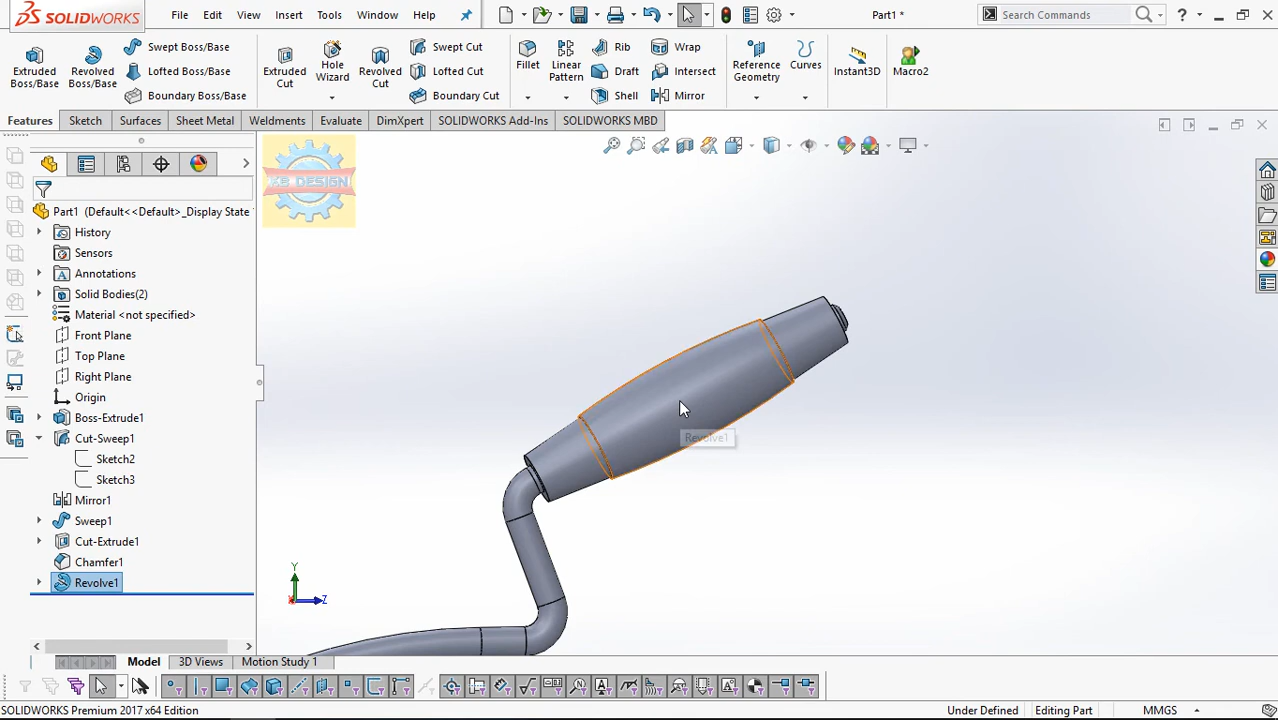 SOLIDWORKS
File
Edit
View
Insert
Tools
Window
Help
Part1 *
Search Commands
Extruded Boss/Base
Revolved Boss/Base
Swept Boss/Base
Lofted Boss/Base
Boundary Boss/Base
Extruded Cut
Hole Wizard
Revolved Cut
Swept Cut
Lofted Cut
Boundary Cut
Fillet
Linear Pattern
Rib
Draft
Shell
Wrap
Intersect
Mirror
Reference Geometry
Curves
Instant3D
Macro2
Features
Sketch
Surfaces
Sheet Metal
Weldments
Evaluate
DimXpert
SOLIDWORKS Add-Ins
SOLIDWORKS MBD
KB DESIGN
Part1 (Default<<Default>_Display State
History
Sensors
Annotations
Solid Bodies(2)
Material <not specified>
Front Plane
Top Plane
Right Plane
Origin
Boss-Extrude1
Cut-Sweep1
Sketch2
Sketch3
Mirror1
Sweep1
Cut-Extrude1
Chamfer1
Revolve1
Revolve1
Y
Z
Model
3D Views
Motion Study 1
SOLIDWORKS Premium 2017 x64 Edition
Under Defined
Editing Part
MMGS